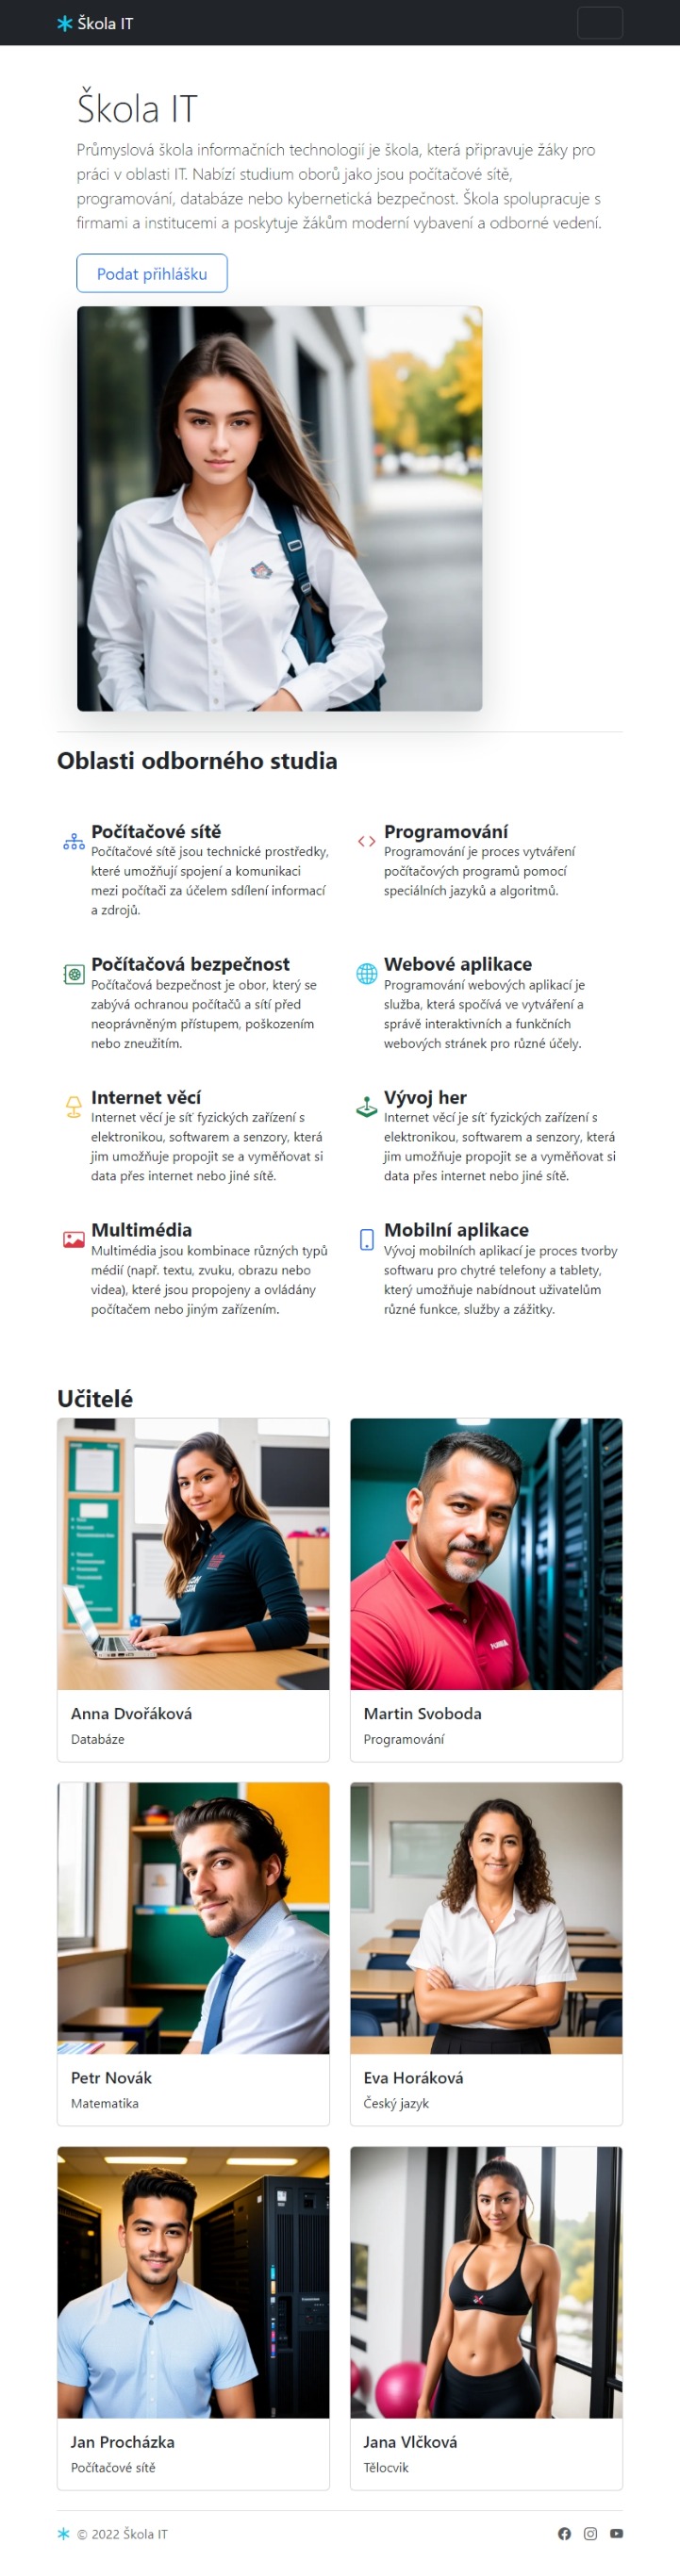 Škola IT
Škola IT
Průmyslová škola informačních technologií je škola, která připravuje žáky pro
práci v oblasti IT. Nabízí studium oborů jako jsou počítačové sítě,
programování, databáze nebo kybernetická bezpečnost. Škola spolupracuje s
firmami a institucemi a poskytuje žákům moderní vybavení a odborné vedení.
Podat přihlášku
Oblasti odborného studia
Počítačové sítě
Počítačové sítě jsou technické prostředky,
které umožňují spojení a komunikaci
mezi počítači za účelem sdílení informací
a zdrojů.
Programování
Programování je proces vytváření
počítačových programů pomocí
speciálních jazyků a algoritmů.
Počítačová bezpečnost
Počítačová bezpečnost je obor, který se
zabývá ochranou počítačů a sítí před
neoprávněným přístupem, poškozením
nebo zneužitím.
Webové aplikace
Programování webových aplikací je
služba, která spočívá ve vytváření a
správě interaktivních a funkčních
webových stránek pro různé účely.
Internet věcí
Internet věcí je síť fyzických zařízení s
elektronikou, softwarem a senzory, která
jim umožňuje propojit se a vyměňovat si
data přes internet nebo jiné sítě.
Vývoj her
Internet věcí je síť fyzických zařízení s
elektronikou, softwarem a senzory, která
jim umožňuje propojit se a vyměňovat si
data přes internet nebo jiné sítě.
Multimédia
Multimédia jsou kombinace různých typů
médií (např. textu, zvuku, obrazu nebo
videa), které jsou propojeny a ovládány
počítačem nebo jiným zařízením.
Mobilní aplikace
Vývoj mobilních aplikací je proces tvorby
softwaru pro chytré telefony a tablety,
který umožňuje nabídnout uživatelům
různé funkce, služby a zážitky.
Učitelé
Anna Dvořáková
Databáze
Martin Svoboda
Programování
Petr Novák
Matematika
Eva Horáková
Český jazyk
Jan Procházka
Počítačové sítě
Jana Vlčková
Tělocvik
© 2022 Škola IT